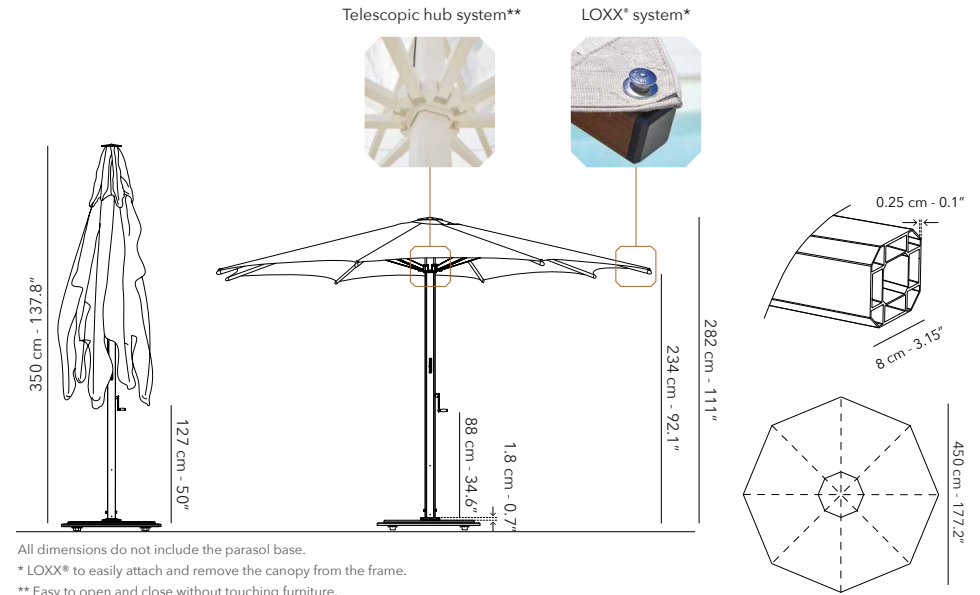 Telescopic hub system**
LOXX® system*
0.25 cm - 0.1”
8 cm - 3.15”
350 cm - 137.8”
127 cm - 50”
88 cm - 34.6”
1.8 cm - 0.7”
234 cm - 92.1”
282 cm - 111”
450 cm - 177.2”
All dimensions do not include the parasol base.
* LOXX® to easily attach and remove the canopy from the frame.
** Easy to open and close without touching furniture.